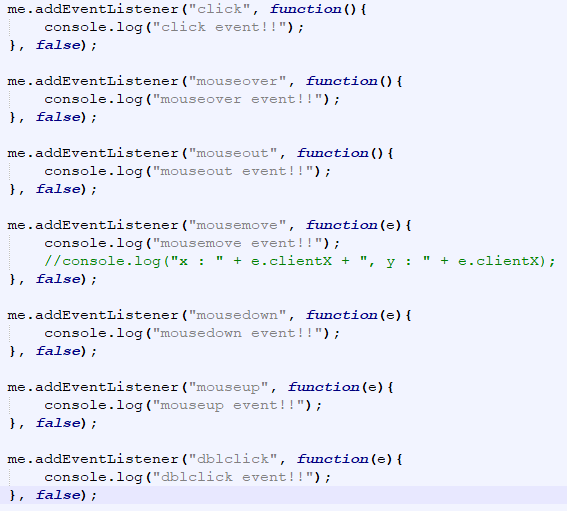 me.addEventListener("click", function(){
    console.log("click event!!");
}, false);
me.addEventListener("mouseover", function(){
    console.log("mouseover event!!");
}, false);
me.addEventListener("mouseout", function(){
    console.log("mouseout event!!");
}, false);
me.addEventListener("mousemove", function(e){
    console.log("mousemove event!!");
    //console.log("x : " + e.clientX + ", y : " + e.clientX);
}, false);
me.addEventListener("mousedown", function(e){
    console.log("mousedown event!!");
}, false);
me.addEventListener("mouseup", function(e){
    console.log("mouseup event!!");
}, false);
me.addEventListener("dblclick", function(e){
    console.log("dblclick event!!");
}, false);